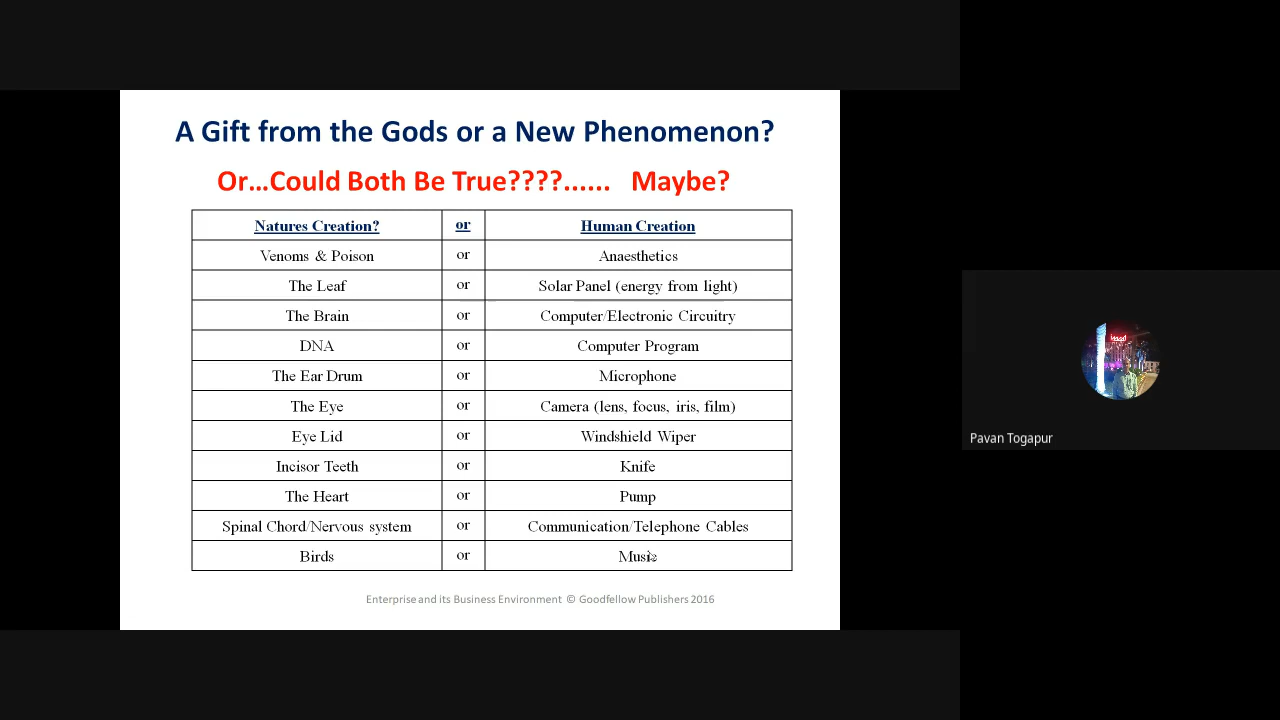 A Gift from the Gods or a New Phenomenon?
Or...Could Both Be True????...... Maybe?
Natures Creation? or Human Creation
Venoms & Poison or Anaesthetics
The Leaf or Solar Panel (energy from light)
The Brain or Computer/Electronic Circuitry
DNA or Computer Program
The Ear Drum or Microphone
The Eye or Camera (lens, focus, iris, film)
Eye Lid or Windshield Wiper
Incisor Teeth or Knife
The Heart or Pump
Spinal Chord/Nervous system or Communication/Telephone Cables
Birds or Music
Enterprise and its Business Environment © Goodfellow Publishers 2016
Pavan Togapur